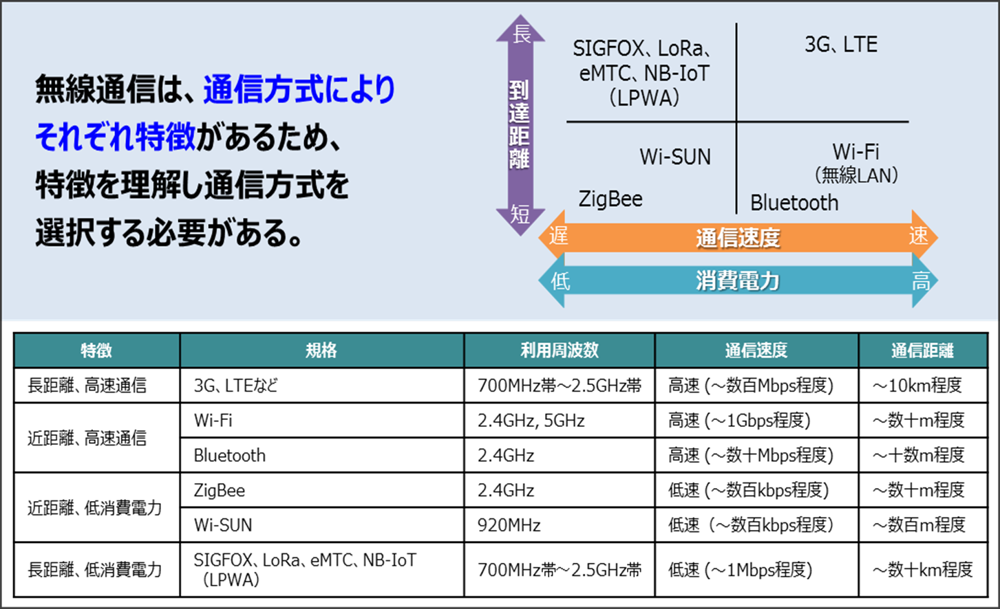 無線通信は、通信方式により
それぞれ特徴があるため、
特徴を理解し通信方式を
選択する必要がある。
長
到達距離
短
SIGFOX、LoRa、
eMTC、NB-IoT
（LPWA）
3G、LTE
Wi-SUN
ZigBee
Wi-Fi
（無線LAN）
Bluetooth
遅 通信速度 速
低 消費電力 高
特徴 規格 利用周波数 通信速度 通信距離
長距離、高速通信 3G、LTEなど 700MHz帯～2.5GHz帯 高速 (～数百Mbps程度) ～10km程度
近距離、高速通信 Wi-Fi 2.4GHz, 5GHz 高速 (～1Gbps程度) ～数十m程度
Bluetooth 2.4GHz 高速 (～数十Mbps程度) ～十数m程度
近距離、低消費電力 ZigBee 2.4GHz 低速 (～数百kbps程度) ～数十m程度
Wi-SUN 920MHz 低速（～数百kbps程度） ～数百m程度
長距離、低消費電力 SIGFOX、LoRa、eMTC、NB-IoT
（LPWA） 700MHz帯～2.5GHz帯 低速 (～1Mbps程度) ～数十km程度